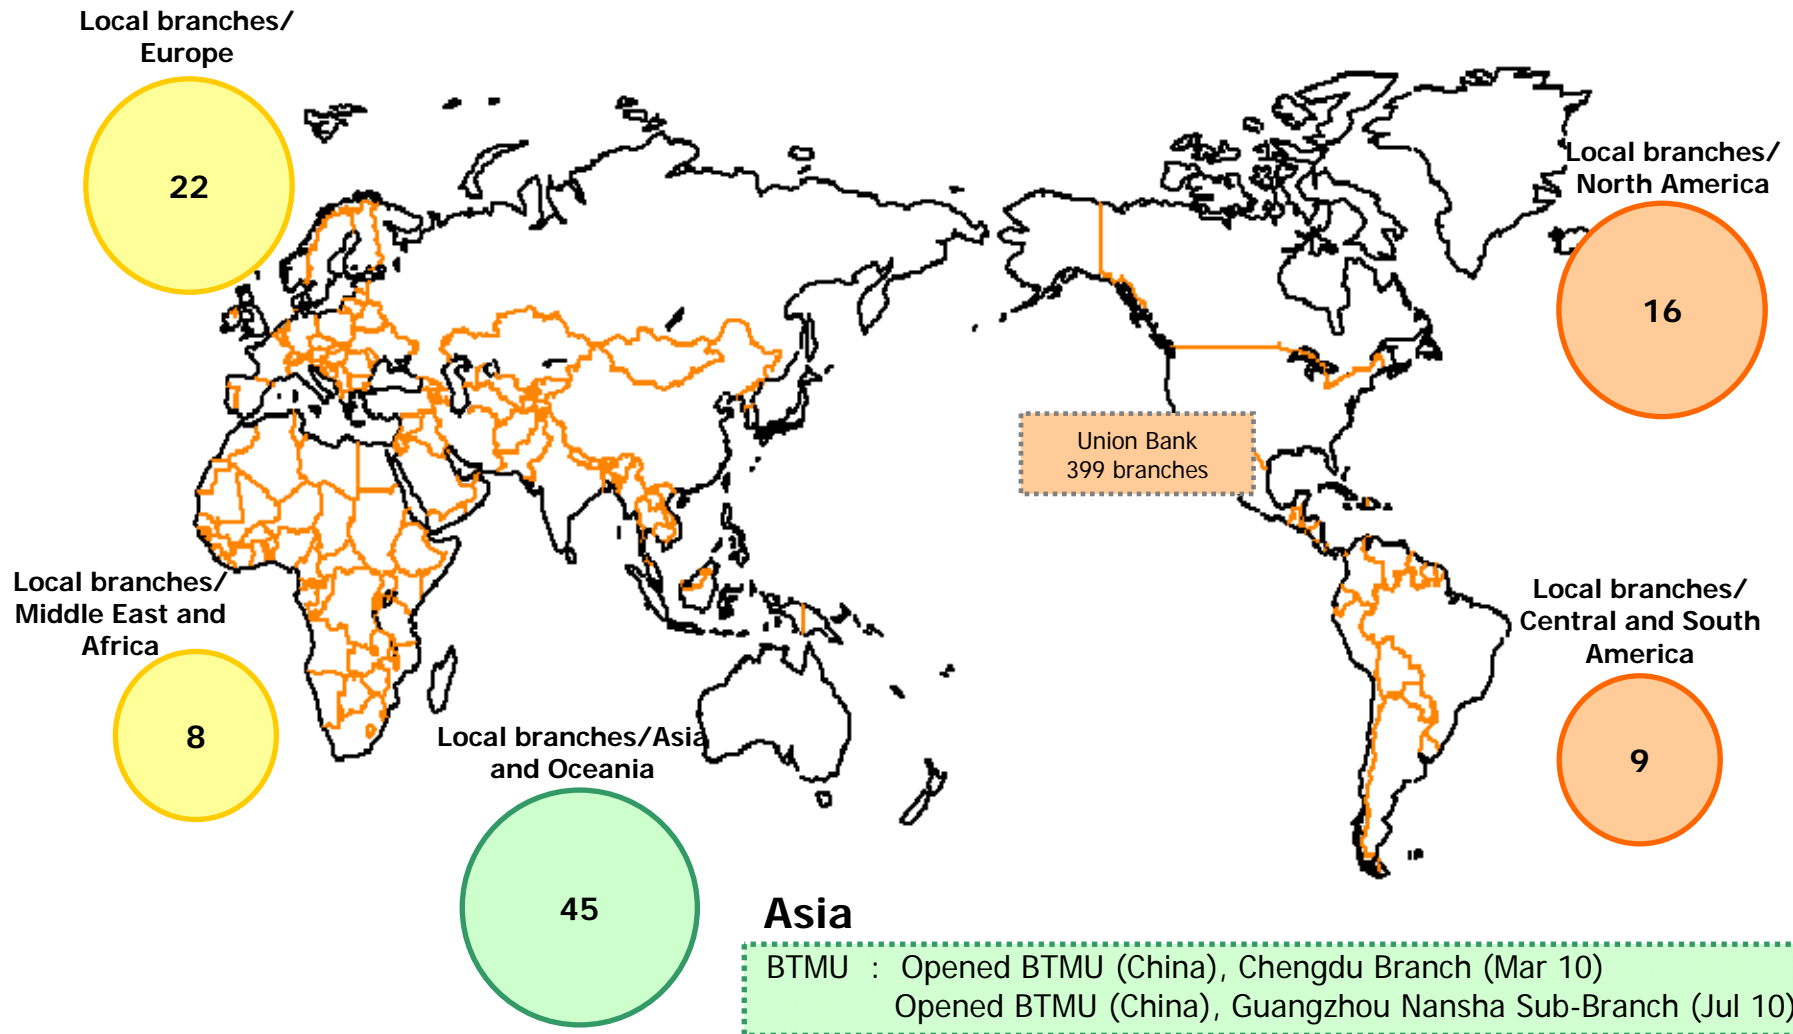 Local branches/
Europe
22
Local branches/
North America
16
Union Bank
399 branches
Local branches/
Middle East and
Africa
8
Local branches/Asia
and Oceania
45
Local branches/
Central and South
America
9
Asia
BTMU : Opened BTMU (China), Chengdu Branch (Mar 10)
Opened BTMU (China), Guangzhou Nansha Sub-Branch (Jul 10)